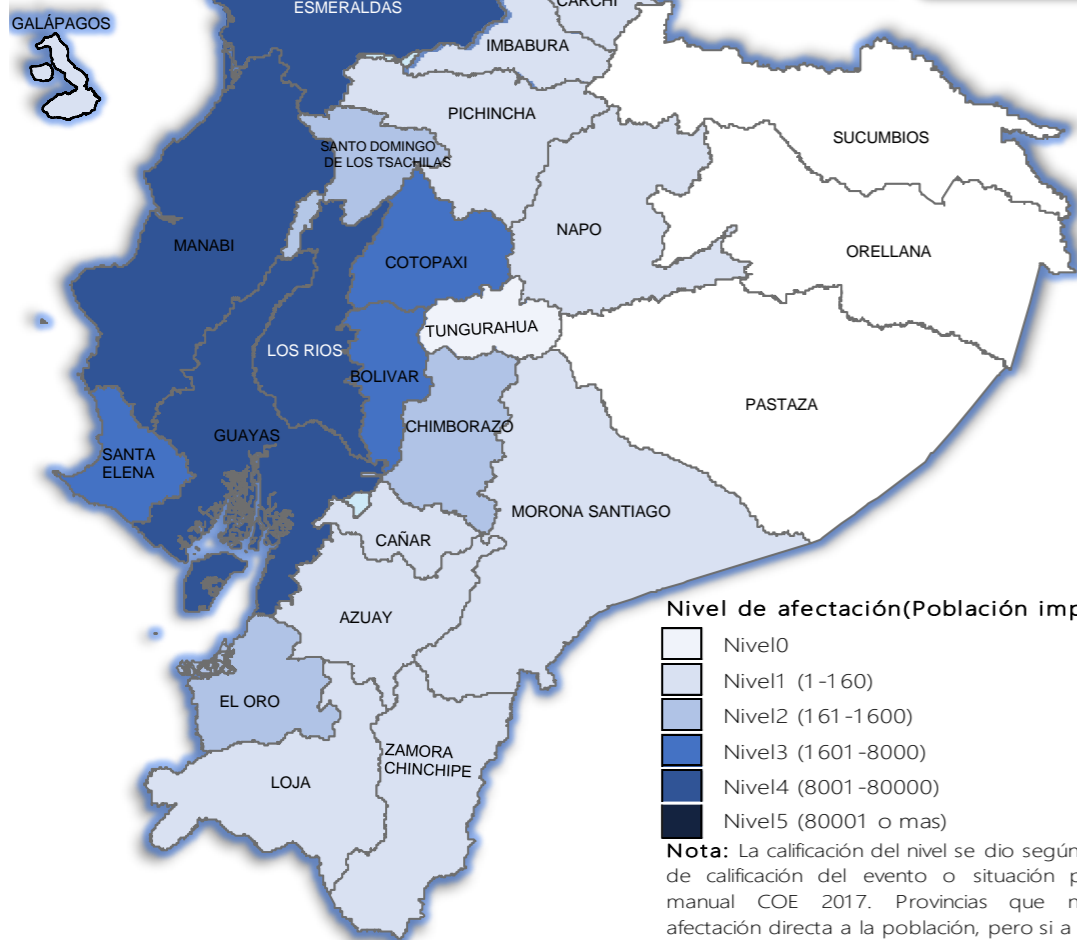 ESMERALDAS
CARCHI
GALÁPAGOS
IMBABURA
PICHINCHA
SUCUMBIOS
SANTO DOMINGO
DE LOS TSACHILAS
NAPO
MANABI
ORELLANA
COTOPAXI
TUNGURAHUA
LOS RIOS
BOLIVAR
PASTAZA
CHIMBORAZO
GUAYAS
SANTA
ELENA
MORONA SANTIAGO
CAÑAR
AZUAY
EL ORO
ZAMORA
CHINCHIPE
LOJA
Nivel de afectación(Población imp
Nivel0
Nivel1 (1-160)
Nivel2 (161-1600)
Nivel3 (1601-8000)
Nivel4 (8001-80000)
Nivel5 (80001 o mas)
Nota: La calificación del nivel se dio según
de calificación del evento o situación p
manual COE 2017. Provincias que n
afectación directa a la población, pero si a